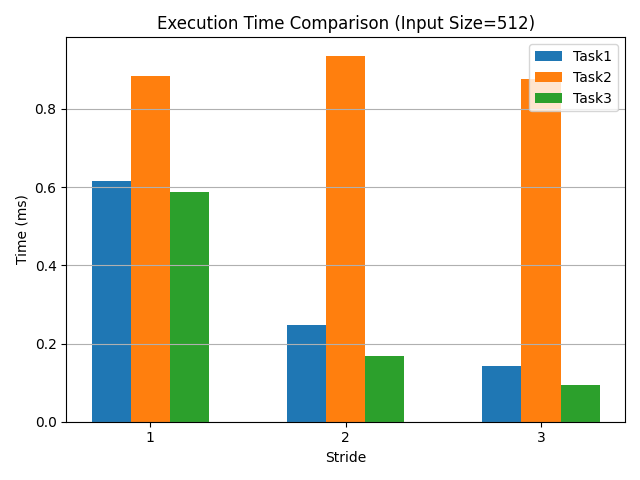 Execution Time Comparison (Input Size=512)
Task1
Task2
Task3
Time (ms)
0.8
0.6
0.4
0.2
0.0
1 2 3
Stride